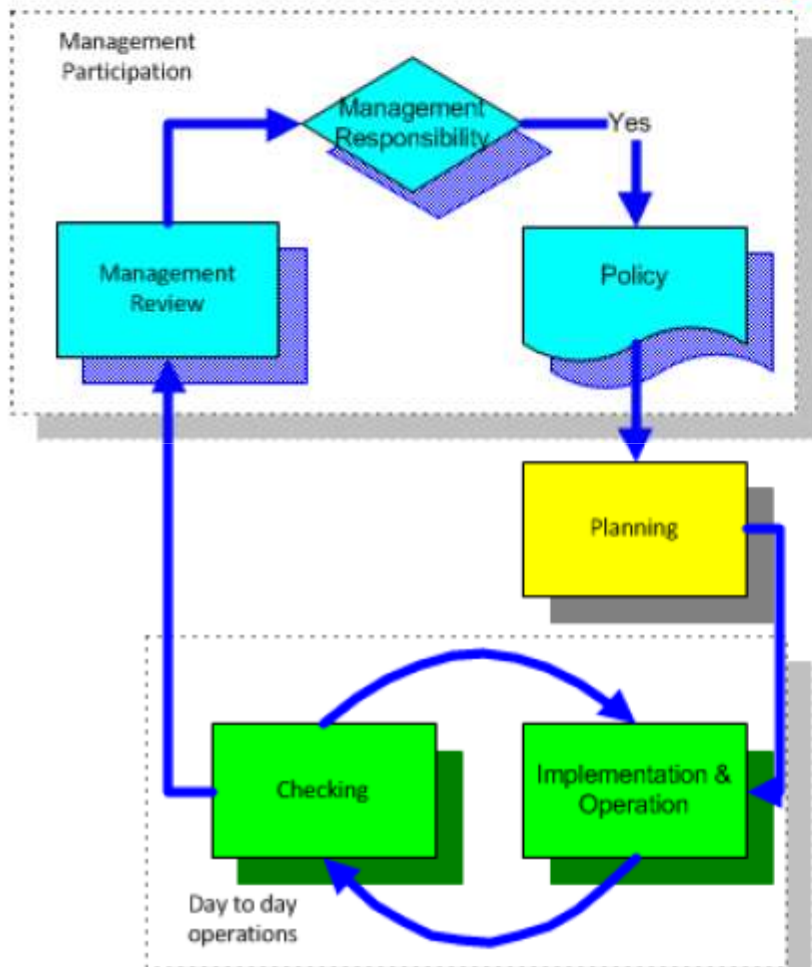 Management
Participation
Management
Responsibility
Yes
Management
Review
Policy
Planning
Checking
Implementation &
Operation
Day to day
operations